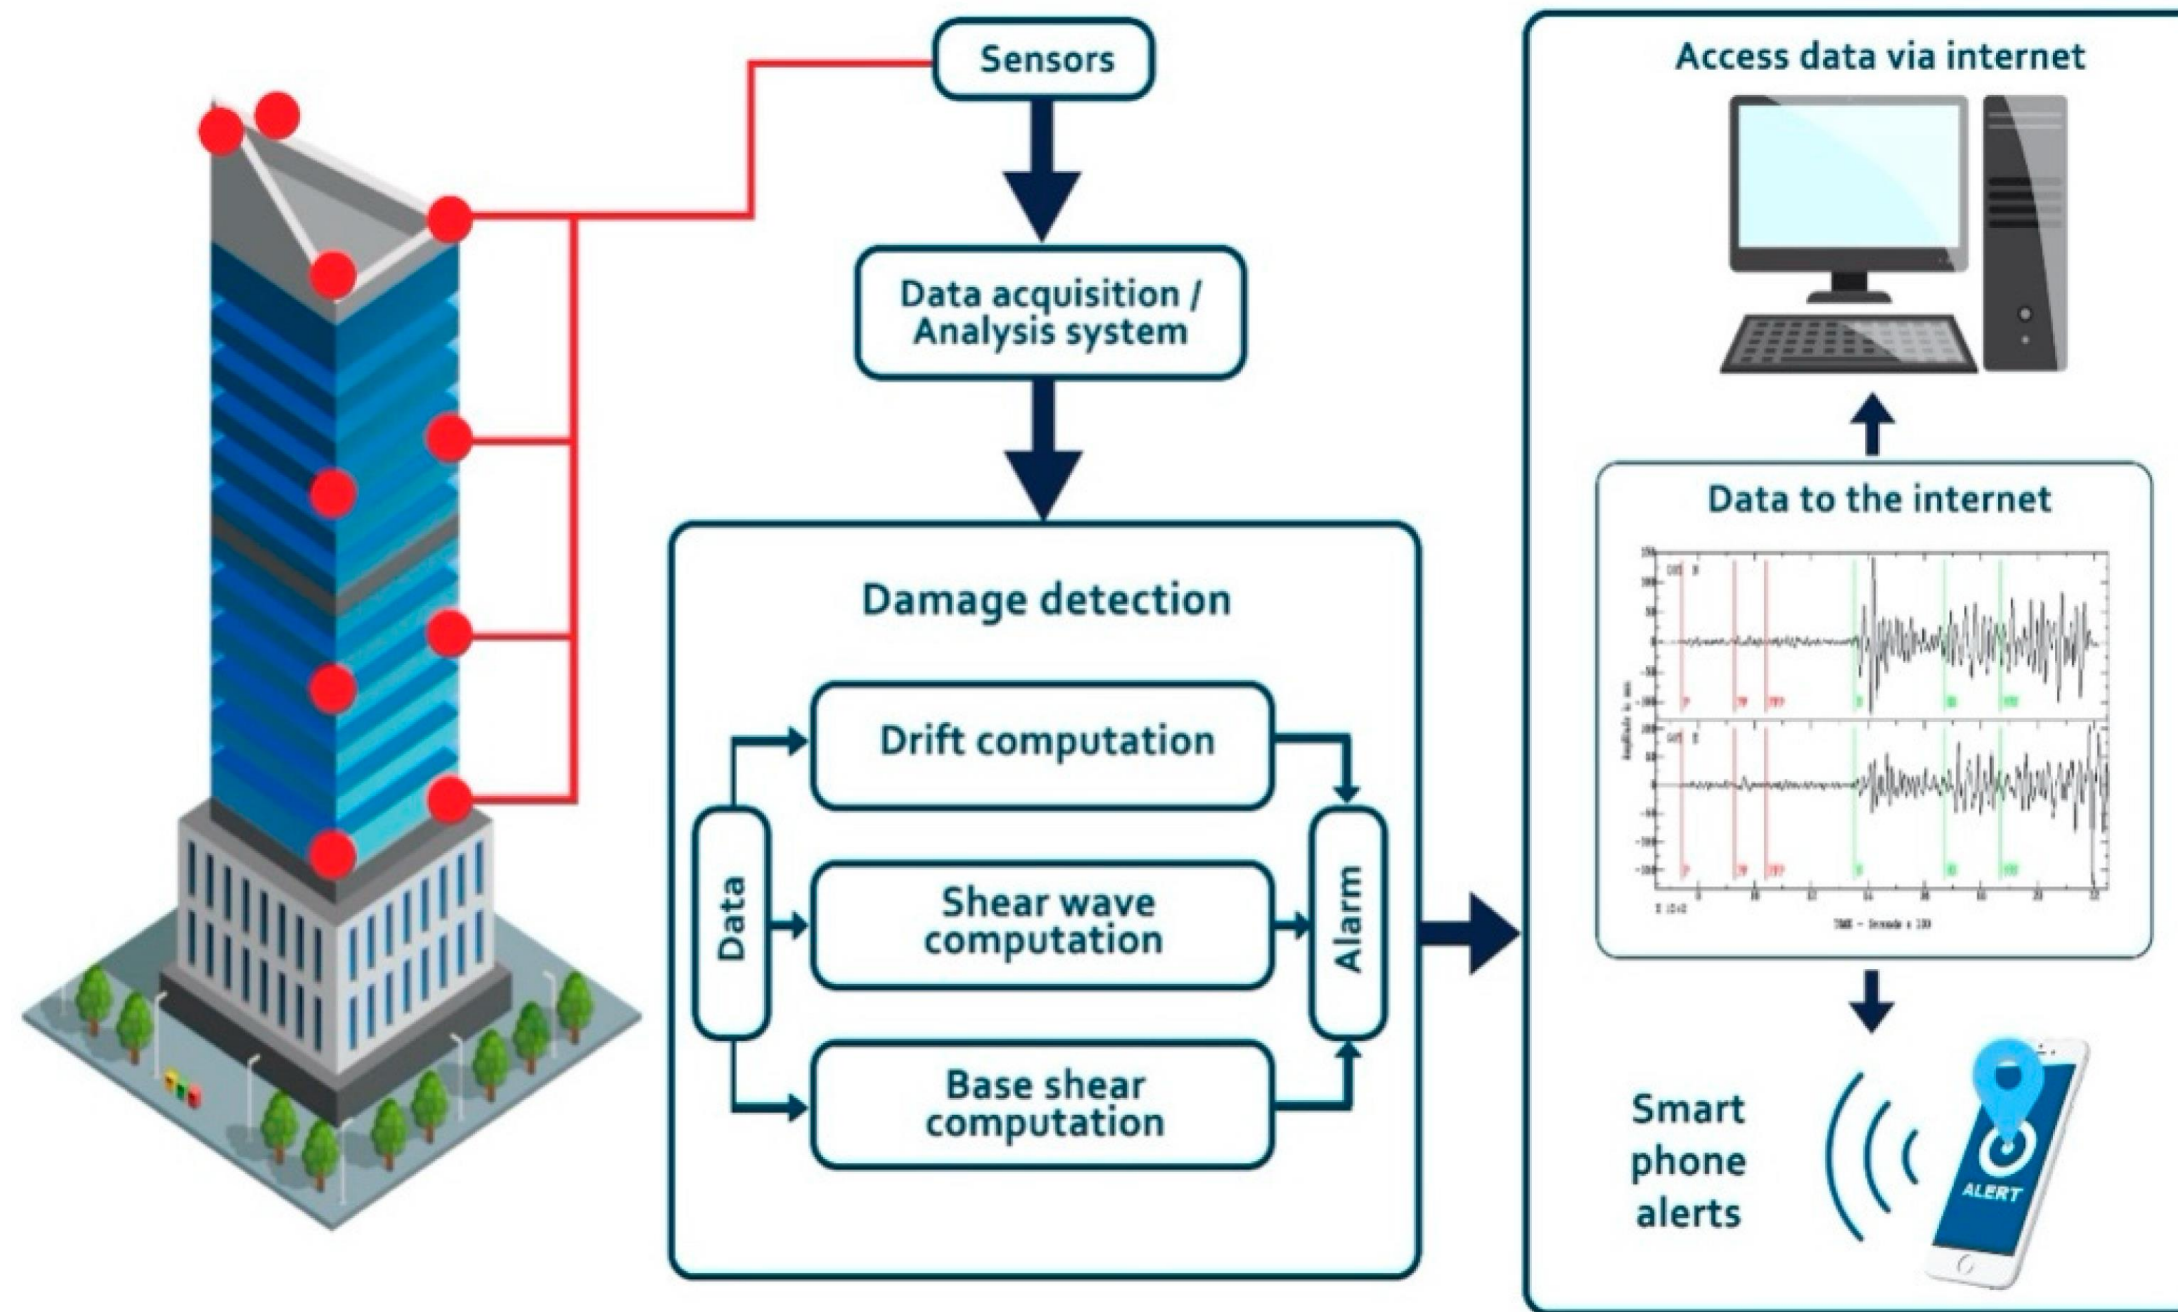 Sensors
Data acquisition /
Analysis system
Damage detection
Data
Drift computation
Shear wave
computation
Base shear
computation
Alarm
Access data via internet
Data to the internet
Smart
phone
alerts
ALERT